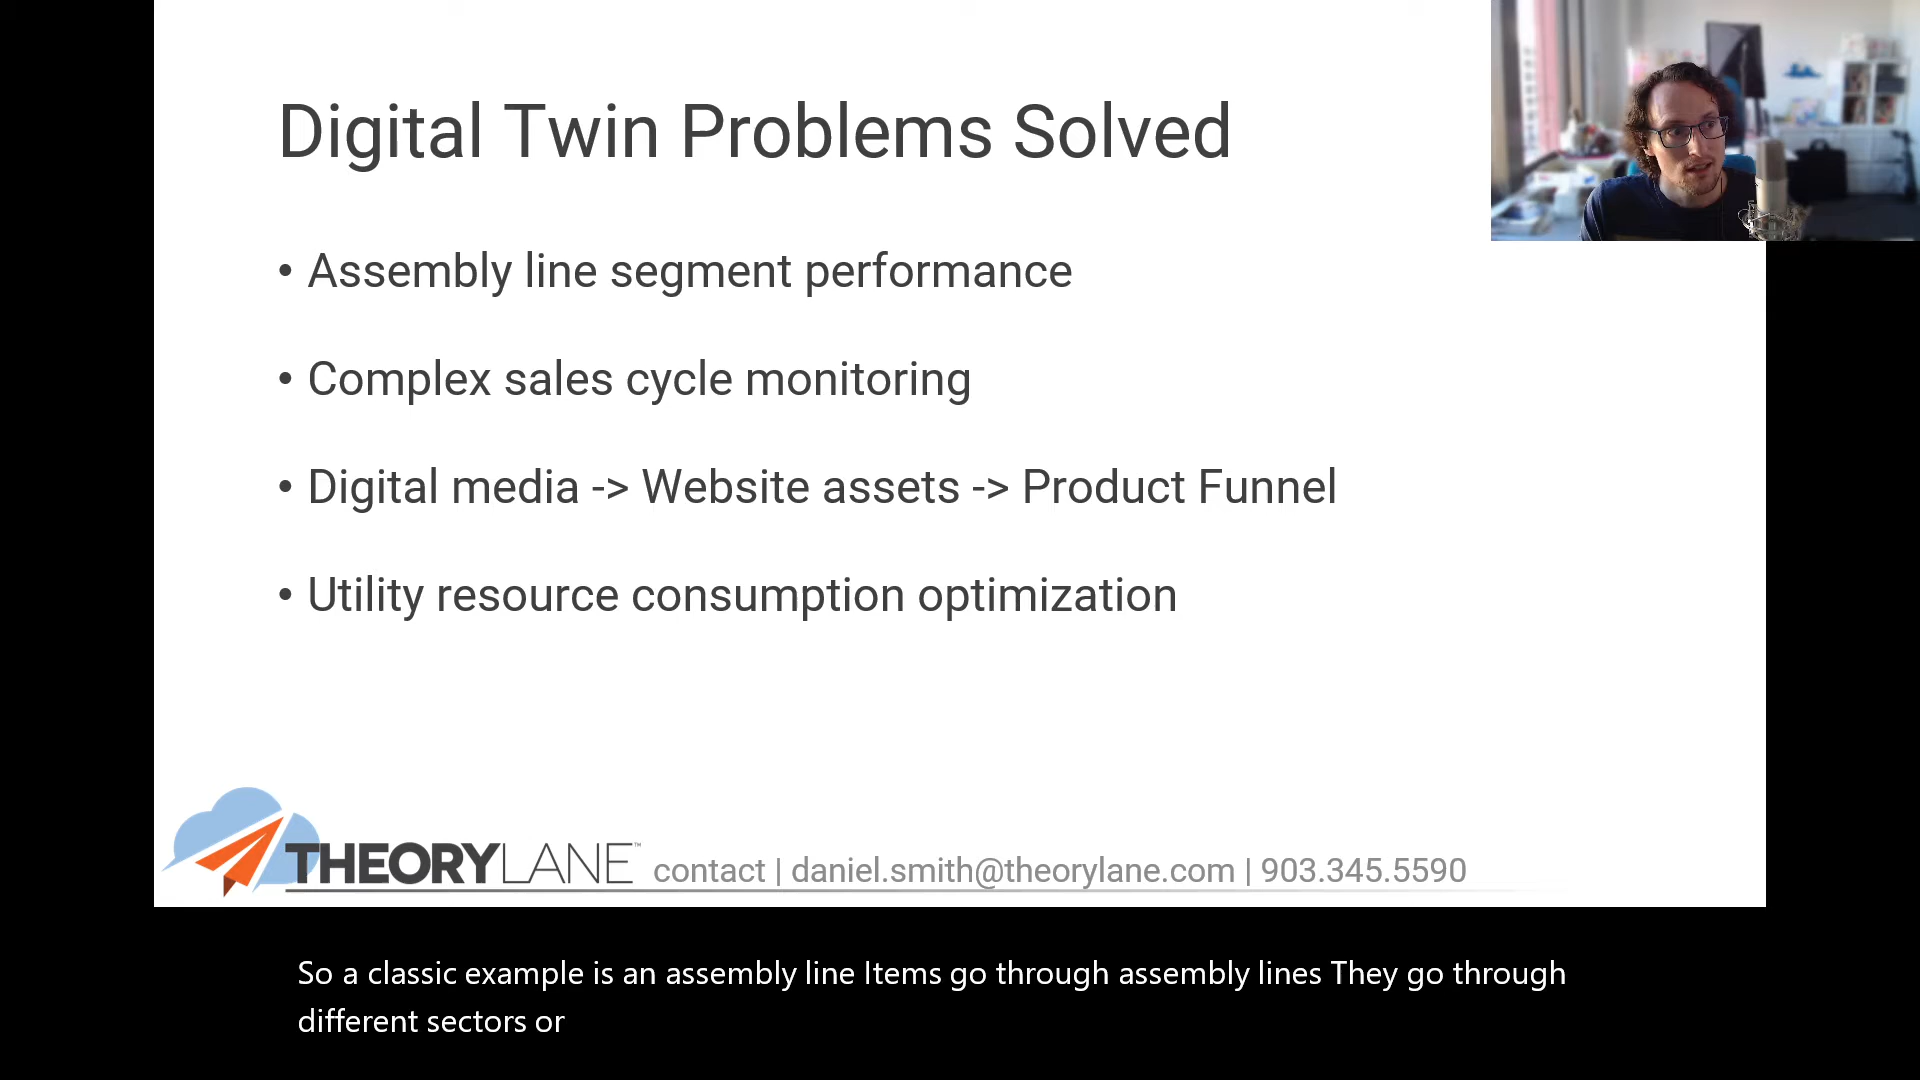 Digital Twin Problems Solved
• Assembly line segment performance
• Complex sales cycle monitoring
• Digital media -> Website assets -> Product Funnel
• Utility resource consumption optimization
THEORYLANE™ contact | daniel.smith@theorylane.com | 903.345.5590
So a classic example is an assembly line Items go through assembly lines They go through
different sectors or